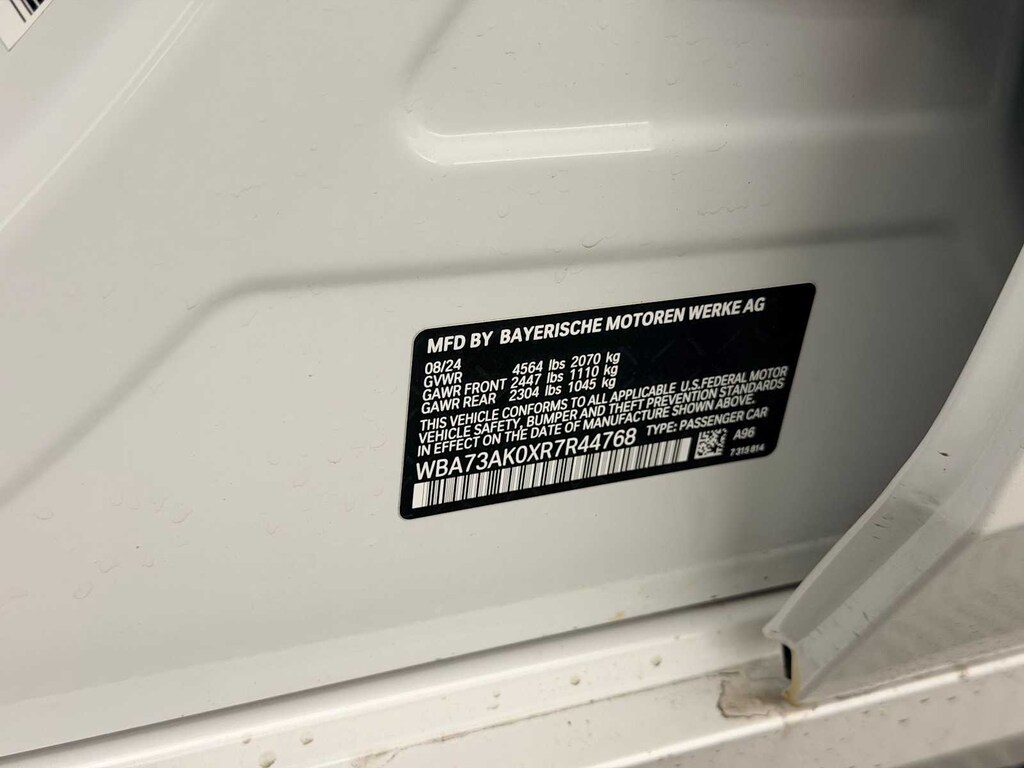 MFD BY BAYERISCHE MOTOREN WERKE AG
08/24
GVWR 4564 lbs 2070 kg
GAWR FRONT 2447 lbs 1110 kg
GAWR REAR 2304 lbs 1045 kg
THIS VEHICLE CONFORMS TO ALL APPLICABLE U.S.FEDERAL MOTOR
VEHICLE SAFETY, BUMPER AND THEFT PREVENTION STANDARDS
IN EFFECT ON THE DATE OF MANUFACTURE SHOWN ABOVE.
WBA73AK0XR7R44768 TYPE: PASSENGER CAR
A96
7315814